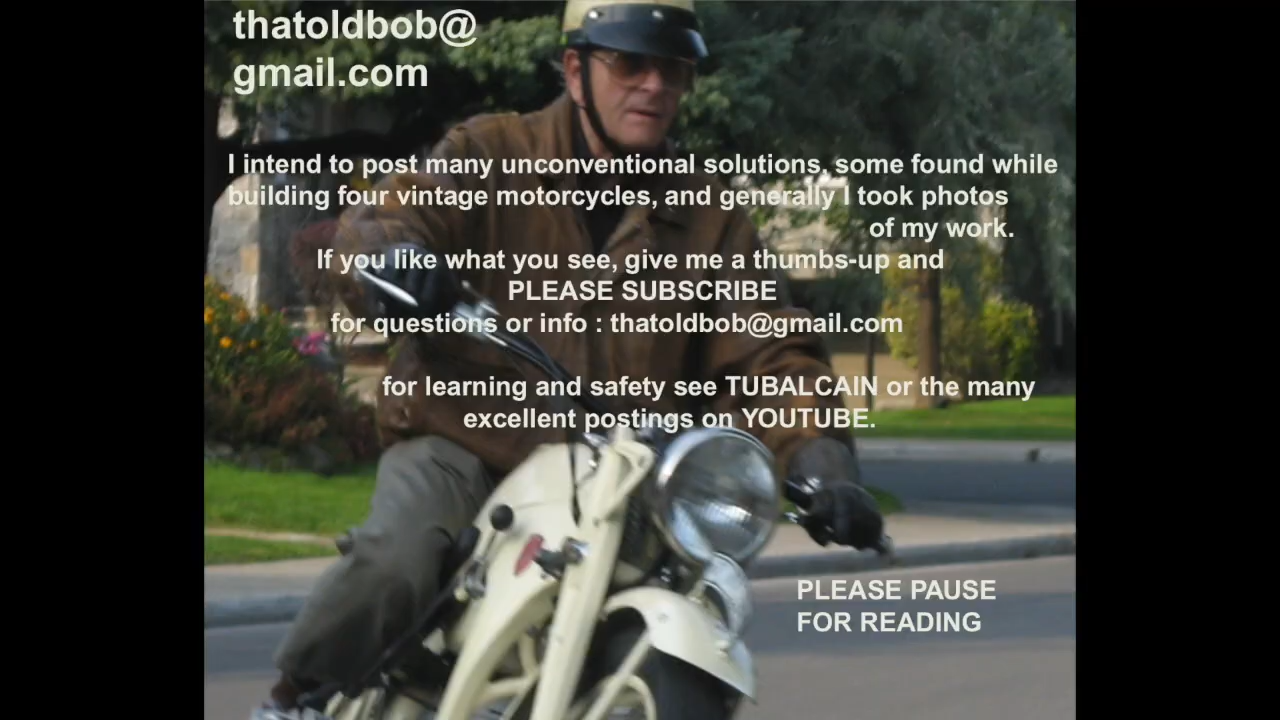 thatoldbob@
gmail.com
I intend to post many unconventional solutions, some found while
building four vintage motorcycles, and generally I took photos
of my work.
If you like what you see, give me a thumbs-up and
PLEASE SUBSCRIBE
for questions or info : thatoldbob@gmail.com
for learning and safety see TUBALCAIN or the many
excellent postings on YOUTUBE.
PLEASE PAUSE
FOR READING